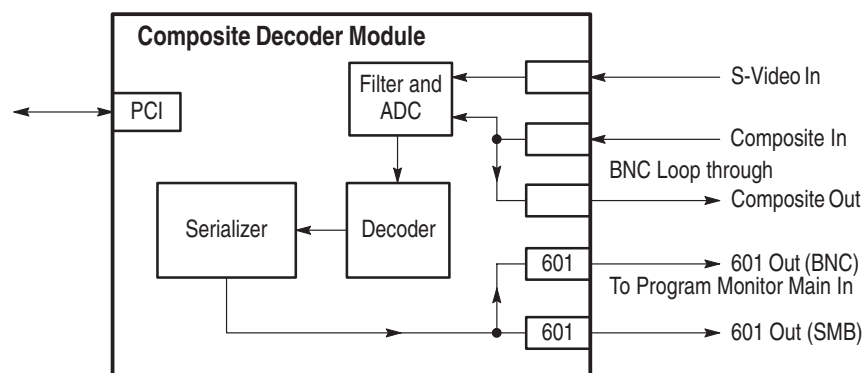 Composite Decoder Module
PCI
Filter and
ADC
S-Video In
Composite In
BNC Loop through
Composite Out
Serializer
Decoder
601
601 Out (BNC)
To Program Monitor Main In
601
601 Out (SMB)